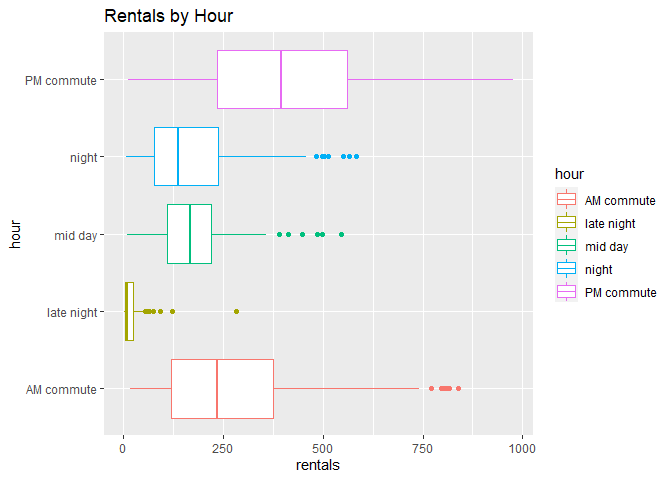 Rentals by Hour
PM commute
night
mid day
late night
AM commute
hour
0
250
500
750
1000
rentals
hour
AM commute
late night
mid day
night
PM commute